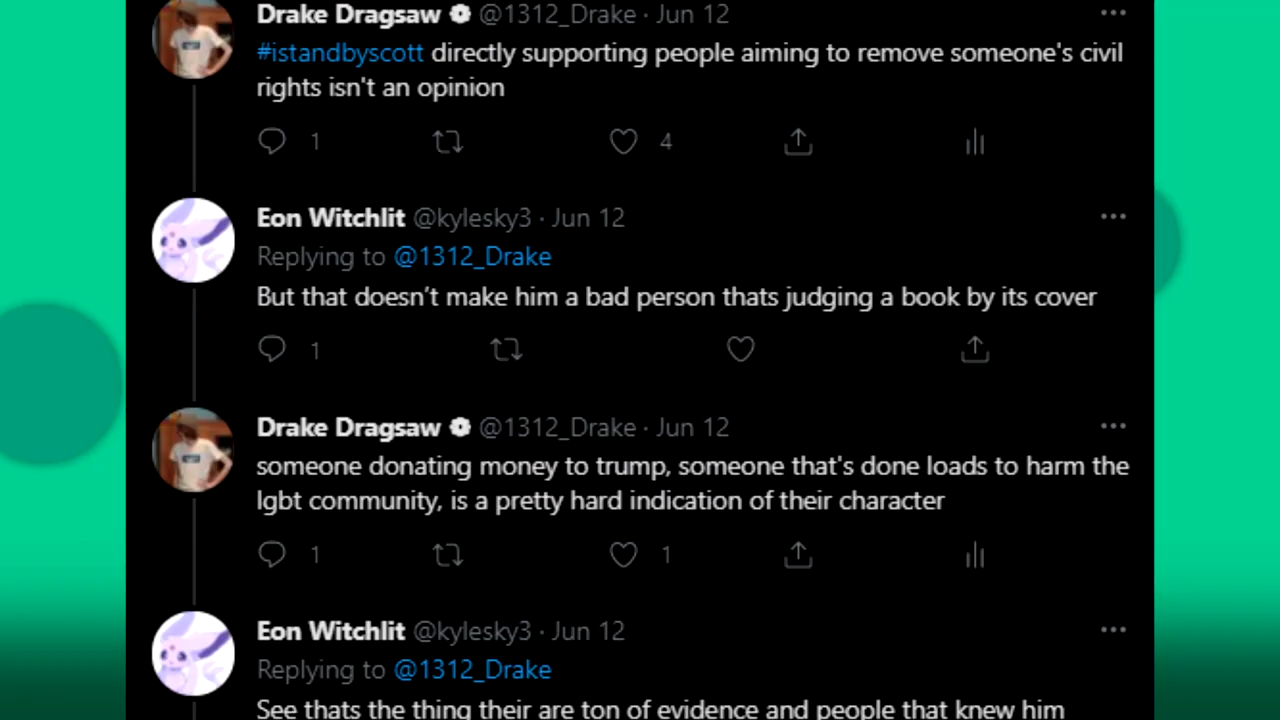 Drake Dragsaw @1312_Drake · Jun 12
#istandbyscott directly supporting people aiming to remove someone's civil
rights isn't an opinion
1 4
Eon Witchlit @kylesky3 · Jun 12
Replying to @1312_Drake
But that doesn’t make him a bad person thats judging a book by its cover
1
Drake Dragsaw @1312_Drake · Jun 12
someone donating money to trump, someone that's done loads to harm the
lgbt community, is a pretty hard indication of their character
1 1
Eon Witchlit @kylesky3 · Jun 12
Replying to @1312_Drake
See thats the thing their are ton of evidence and people that knew him